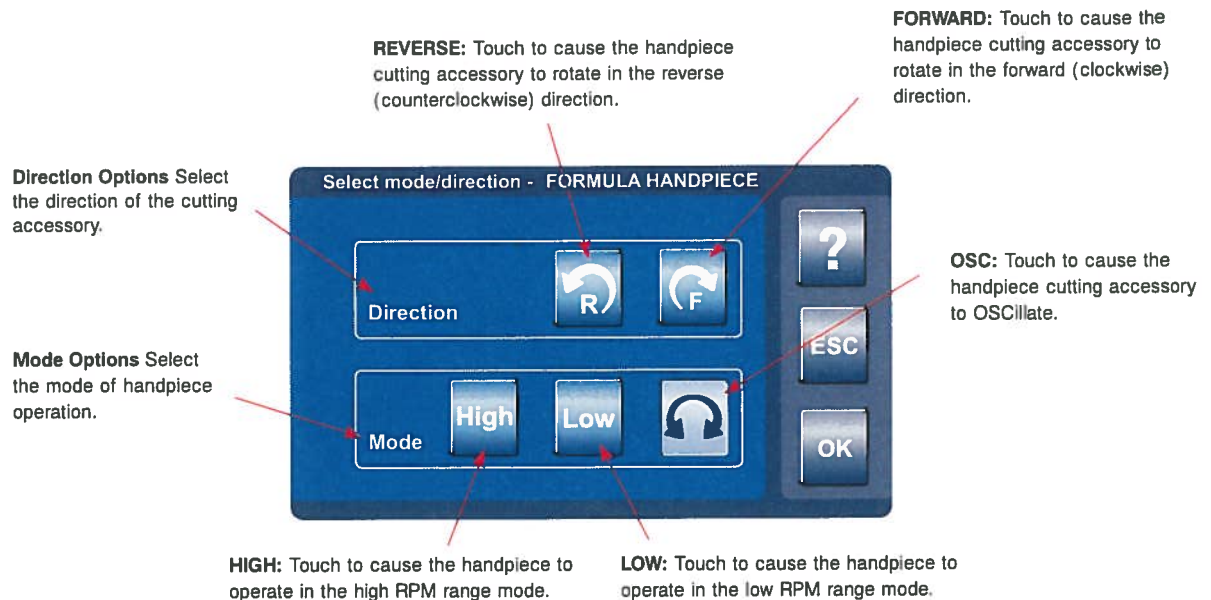 FORWARD: Touch to cause the
handpiece cutting accessory to
rotate in the forward (clockwise)
direction.
REVERSE: Touch to cause the handpiece
cutting accessory to rotate in the reverse
(counterclockwise) direction.
Direction Options Select
the direction of the cutting
accessory.
Select mode/direction - FORMULA HANDPIECE
?
Direction
R
F
OSC: Touch to cause the
handpiece cutting accessory
to OSCillate.
ESC
Mode Options Select
the mode of handpiece
operation.
Mode
High
Low
OK
HIGH: Touch to cause the handpiece to
operate in the high RPM range mode.
LOW: Touch to cause the handpiece to
operate in the low RPM range mode.